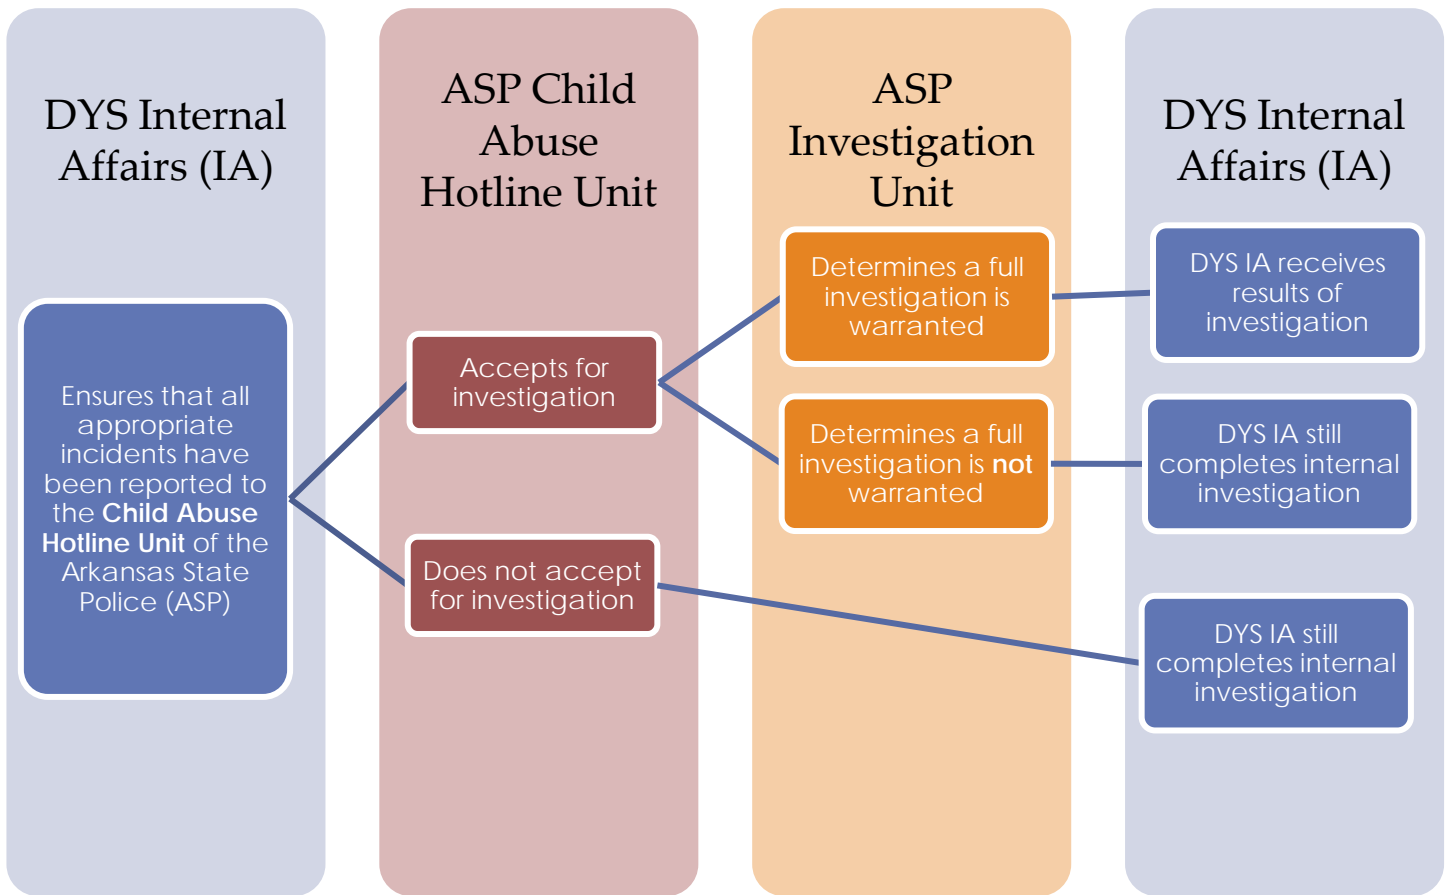 DYS Internal
Affairs (IA)
Ensures that all
appropriate
incidents have
been reported to
the Child Abuse
Hotline Unit of the
Arkansas State
Police (ASP)
ASP Child
Abuse
Hotline Unit
Accepts for
investigation
Does not accept
for investigation
ASP
Investigation
Unit
Determines a full
investigation is
warranted
Determines a full
investigation is not
warranted
DYS Internal
Affairs (IA)
DYS IA receives
results of
investigation
DYS IA still
completes internal
investigation
DYS IA still
completes internal
investigation